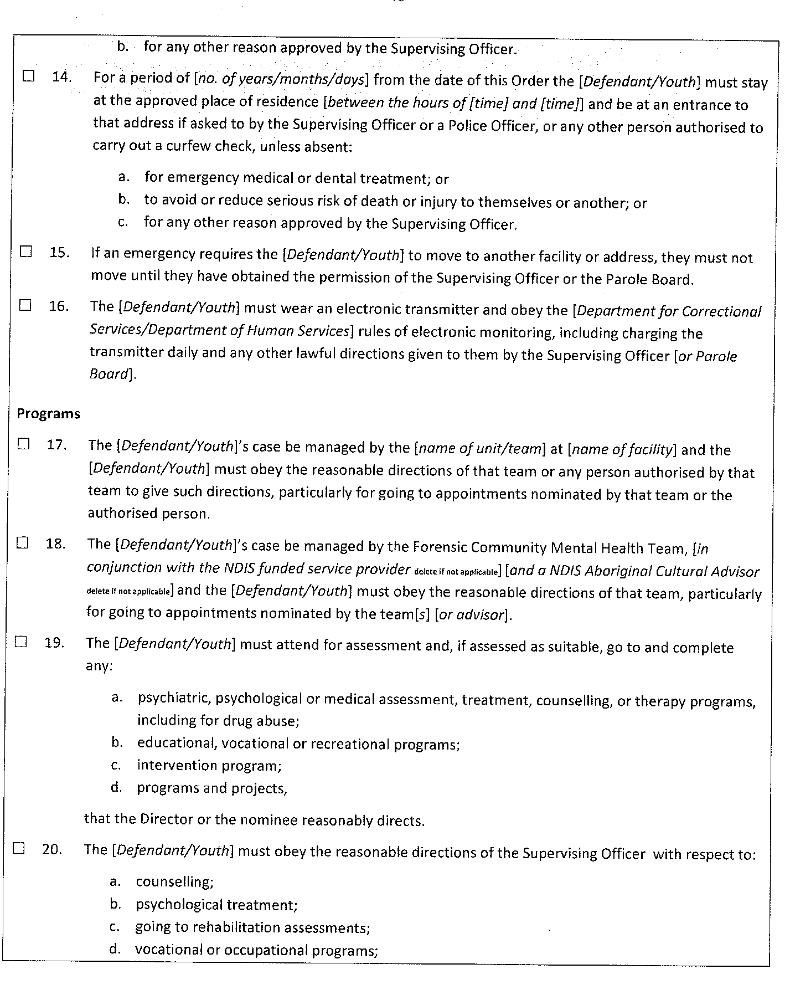 b. for any other reason approved by the Supervising Officer.
☐ 14. For a period of [no. of years/months/days] from the date of this Order the [Defendant/Youth] must stay
at the approved place of residence [between the hours of [time] and [time]] and be at an entrance to
that address if asked to by the Supervising Officer or a Police Officer, or any other person authorised to
carry out a curfew check, unless absent:
a. for emergency medical or dental treatment; or
b. to avoid or reduce serious risk of death or injury to themselves or another; or
c. for any other reason approved by the Supervising Officer.
☐ 15. If an emergency requires the [Defendant/Youth] to move to another facility or address, they must not
move until they have obtained the permission of the Supervising Officer or the Parole Board.
☐ 16. The [Defendant/Youth] must wear an electronic transmitter and obey the [Department for Correctional
Services/Department of Human Services] rules of electronic monitoring, including charging the
transmitter daily and any other lawful directions given to them by the Supervising Officer [or Parole
Board].
Programs
☐ 17. The [Defendant/Youth]'s case be managed by the [name of unit/team] at [name of facility] and the
[Defendant/Youth] must obey the reasonable directions of that team or any person authorised by that
team to give such directions, particularly for going to appointments nominated by that team or the
authorised person.
☐ 18. The [Defendant/Youth]'s case be managed by the Forensic Community Mental Health Team, [in
conjunction with the NDIS funded service provider delete if not applicable] [and a NDIS Aboriginal Cultural Advisor
delete if not applicable] and the [Defendant/Youth] must obey the reasonable directions of that team, particularly
for going to appointments nominated by the team[s] [or advisor].
☐ 19. The [Defendant/Youth] must attend for assessment and, if assessed as suitable, go to and complete
any:
a. psychiatric, psychological or medical assessment, treatment, counselling, or therapy programs,
including for drug abuse;
b. educational, vocational or recreational programs;
c. intervention program;
d. programs and projects,
that the Director or the nominee reasonably directs.
☐ 20. The [Defendant/Youth] must obey the reasonable directions of the Supervising Officer with respect to:
a. counselling;
b. psychological treatment;
c. going to rehabilitation assessments;
d. vocational or occupational programs;